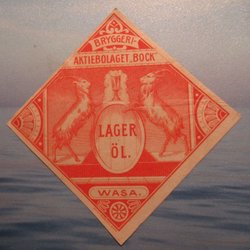 BRYGGERI-
AKTIEBOLAGET „BOCK”
LAGER
ÖL.
WASA.